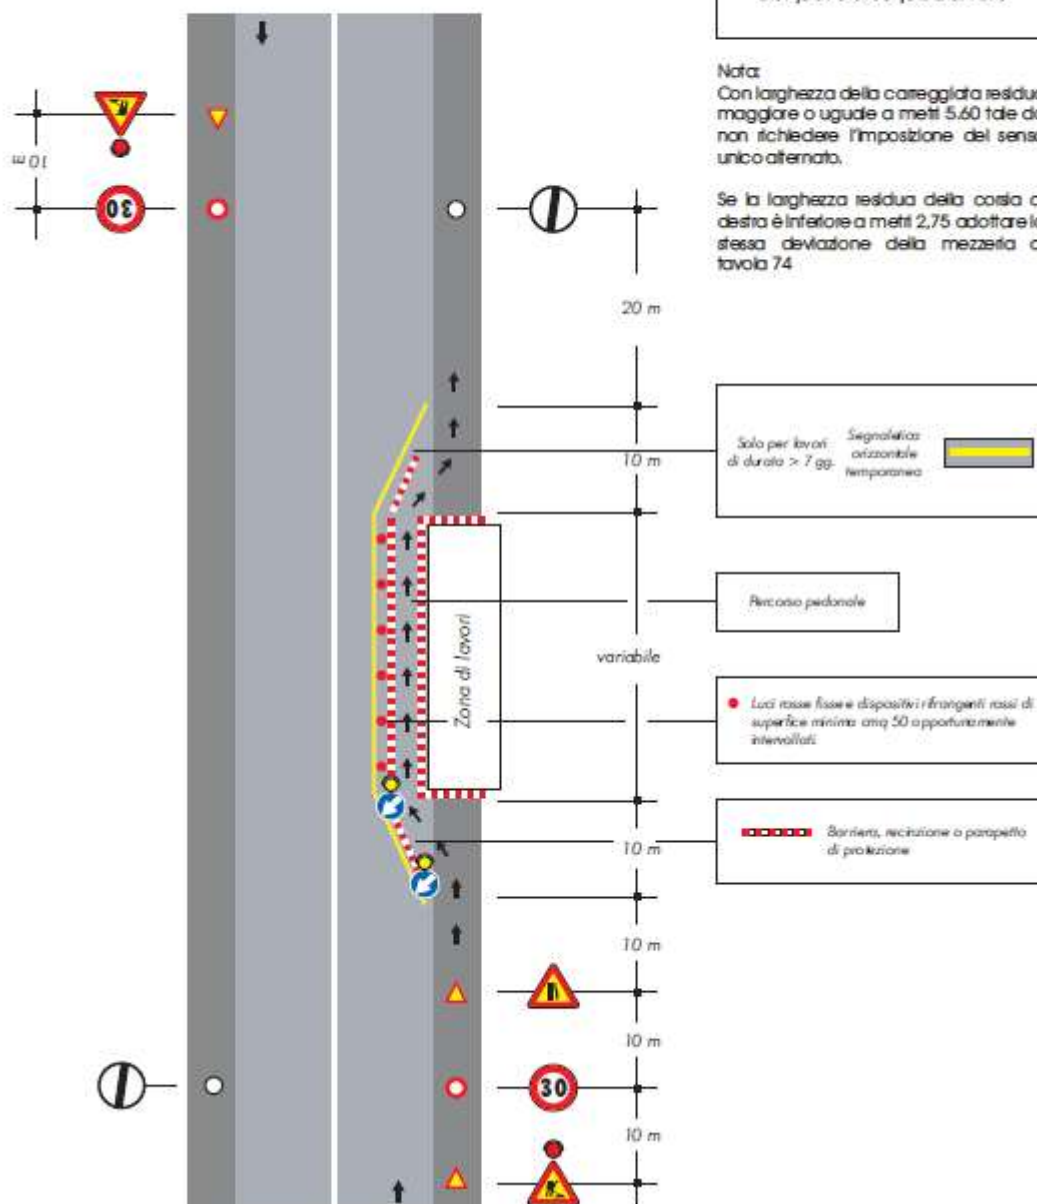 Nota:
Con larghezza della carreggiata residua
maggiore o uguale a metri 5.60 tale da
non richiedere l'imposizione del senso
unico alternato.
Se la larghezza residua della corsia di
destra è inferiore a metri 2,75 adottare la
stessa deviazione della mezzeria di
tavola 74
10 m
30
20 m
10 m
Solo per lavori
di durata > 7 gg.
Segnaletica
orizzontale
temporanea
Percorso pedonale
Zona di lavori
variabile
Luci rosse fisse e dispositivi rifrangenti rossi di
superfice minima cmq 50 opportunamente
intervallati
Barriera, recinzione o parapetto
di protezione
10 m
10 m
10 m
30
10 m